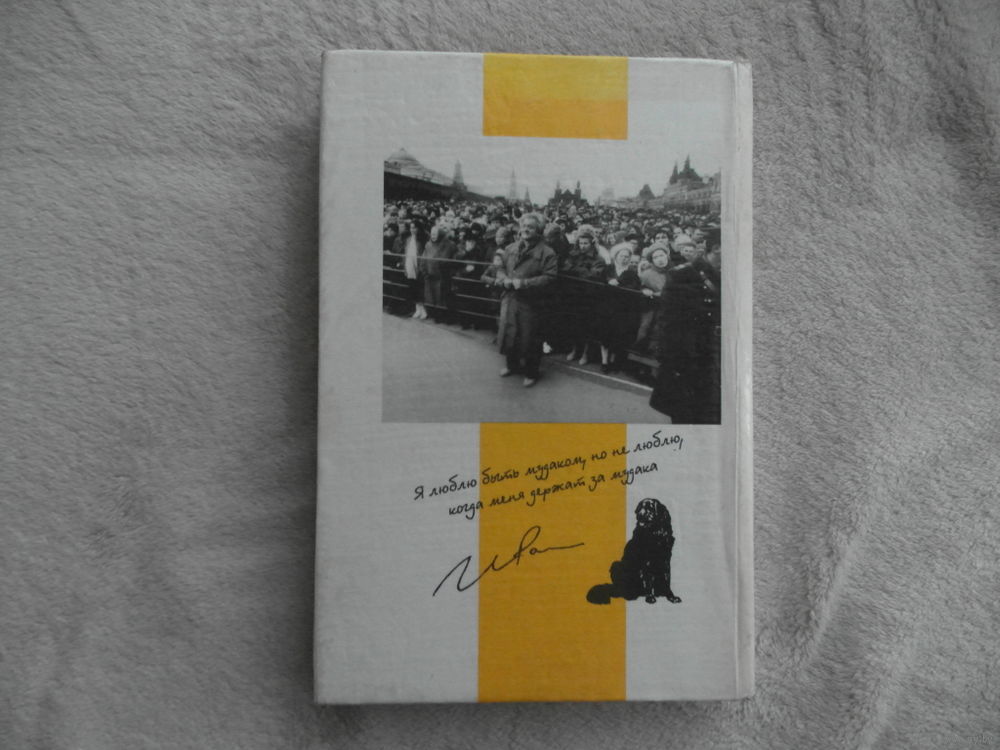 Я люблю быть мудаком, но не люблю,
когда меня держат за мудака